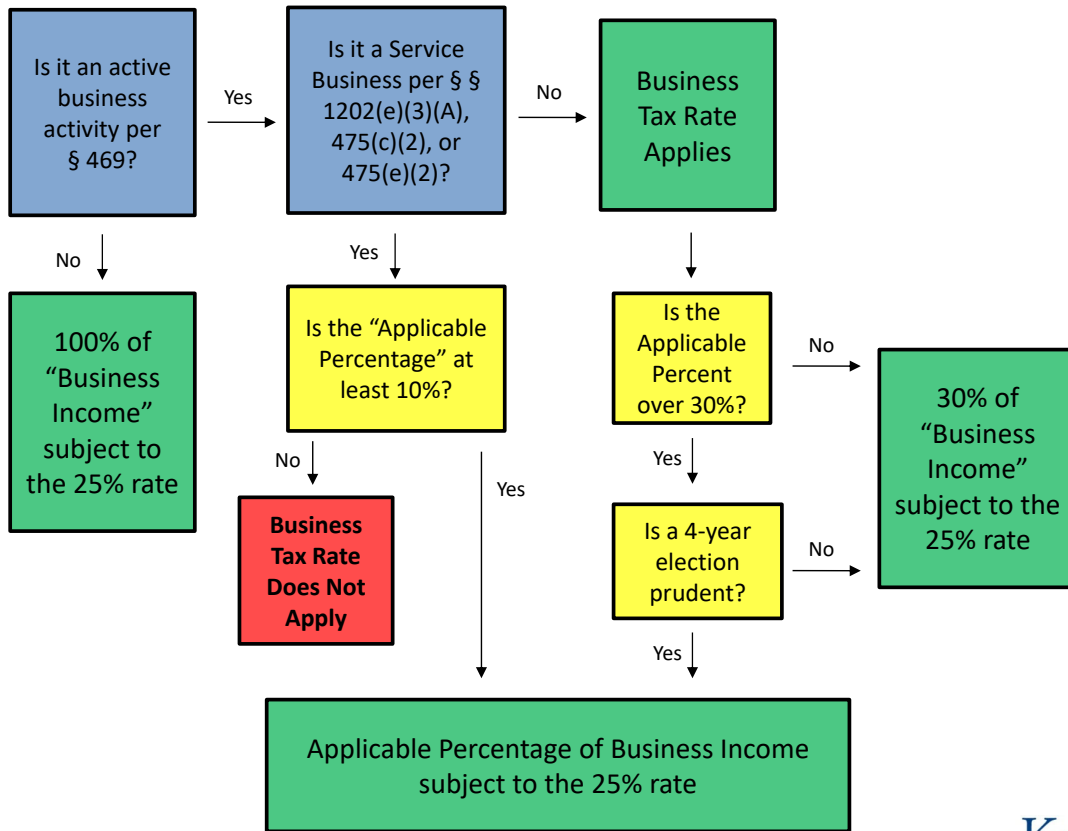 Is it an active
business
activity per
§ 469?
Yes
Is it a Service
Business per § §
1202(e)(3)(A),
475(c)(2), or
475(e)(2)?
No
Business
Tax Rate
Applies
No
Yes
100% of
“Business
Income”
subject to
the 25% rate
Is the “Applicable
Percentage” at
least 10%?
Is the
Applicable
Percent
over 30%?
No
30% of
“Business
Income”
subject to the
25% rate
No
Yes
Yes
Business
Tax Rate
Does Not
Apply
Is a 4-year
election
prudent?
No
Yes
Applicable Percentage of Business Income
subject to the 25% rate
K